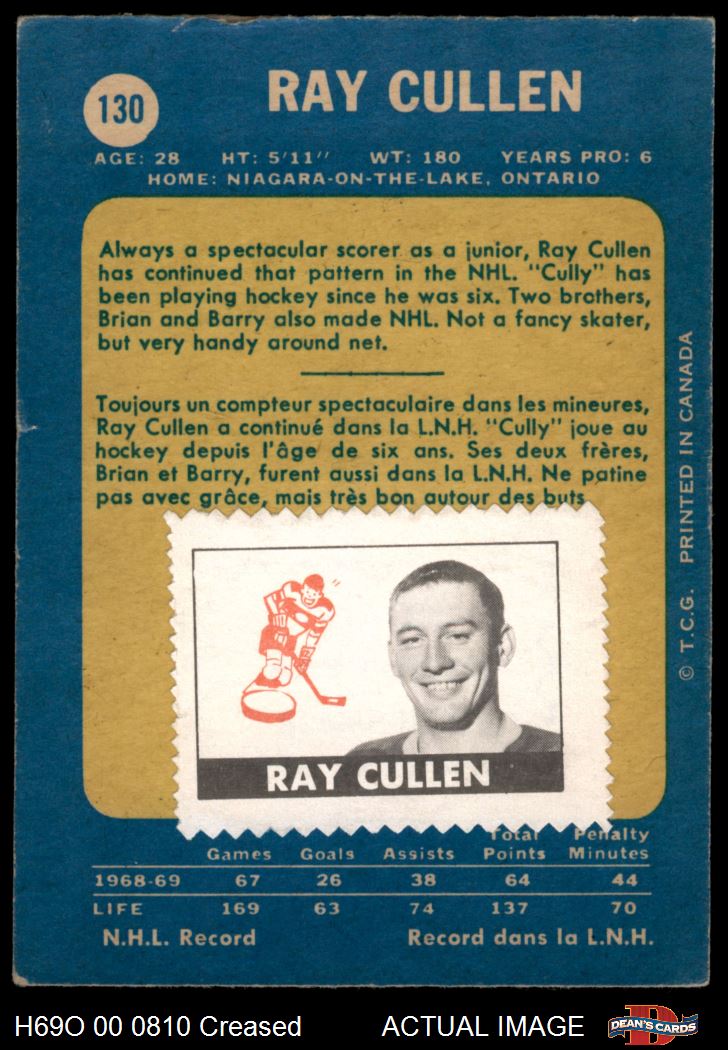 130
RAY CULLEN
AGE: 28 HT: 5'11" WT: 180 YEARS PRO: 6
HOME: NIAGARA-ON-THE-LAKE, ONTARIO
Always a spectacular scorer as a junior, Ray Cullen
has continued that pattern in the NHL. "Cully" has
been playing hockey since he was six. Two brothers,
Brian and Barry also made NHL. Not a fancy skater,
but very handy around net.
Toujours un compteur spectaculaire dans les mineures,
Ray Cullen a continué dans la L.N.H. "Cully" joue au
hockey depuis l'âge de six ans. Ses deux frères,
Brian et Barry, furent aussi dans la L.N.H. Ne patine
pas avec grâce, mais très bon autour des buts
© T.C.G. PRINTED IN CANADA
RAY CULLEN
Total Penalty
Games Goals Assists Points Minutes
1968-69 67 26 38 64 44
LIFE 169 63 74 137 70
N.H.L. Record Record dans la L.N.H.
H69O 00 0810 Creased ACTUAL IMAGE
DEAN'S CARDS